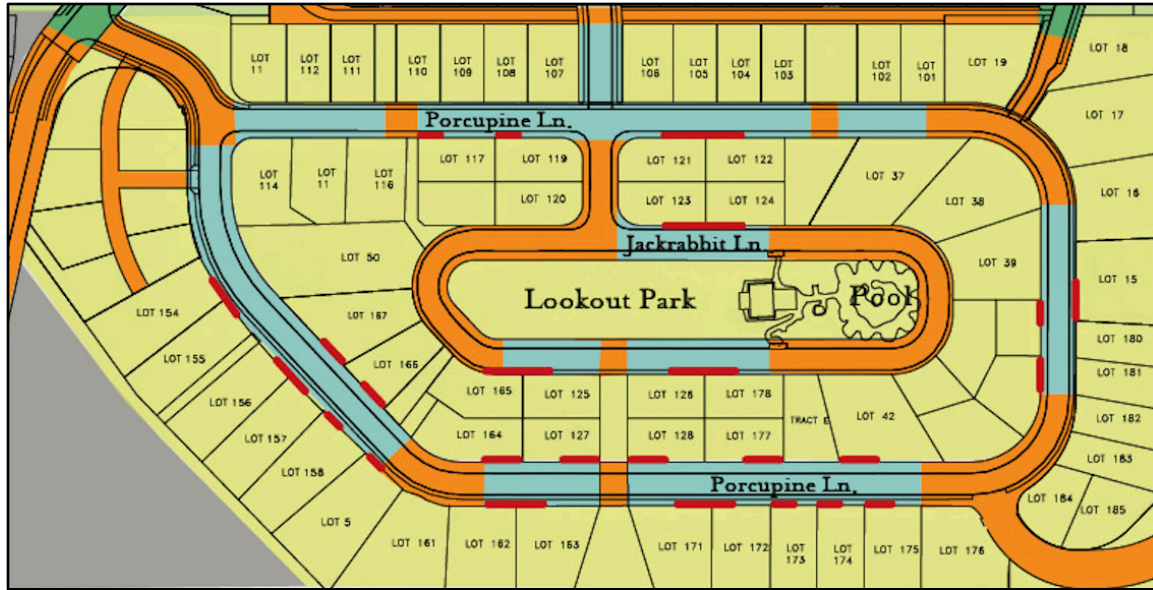 LOT 18
LOT 11
LOT 112
LOT 111
LOT 110
LOT 109
LOT 108
LOT 107
LOT 106
LOT 105
LOT 104
LOT 103
LOT 102
LOT 101
LOT 19
LOT 17
Porcupine Ln.
LOT 114
LOT 11
LOT 116
LOT 117
LOT 119
LOT 121
LOT 122
LOT 37
LOT 16
LOT 120
LOT 123
LOT 124
LOT 38
Jackrabbit Ln.
LOT 50
LOT 39
LOT 15
Lookout Park
Pool
LOT 154
LOT 167
LOT 180
LOT 155
LOT 166
LOT 181
LOT 165
LOT 125
LOT 126
LOT 178
LOT 156
TRACT E
LOT 42
LOT 182
LOT 157
LOT 164
LOT 127
LOT 128
LOT 177
LOT 183
LOT 158
Porcupine Ln.
LOT 184
LOT 185
LOT 5
LOT 161
LOT 162
LOT 163
LOT 171
LOT 172
LOT 173
LOT 174
LOT 175
LOT 176